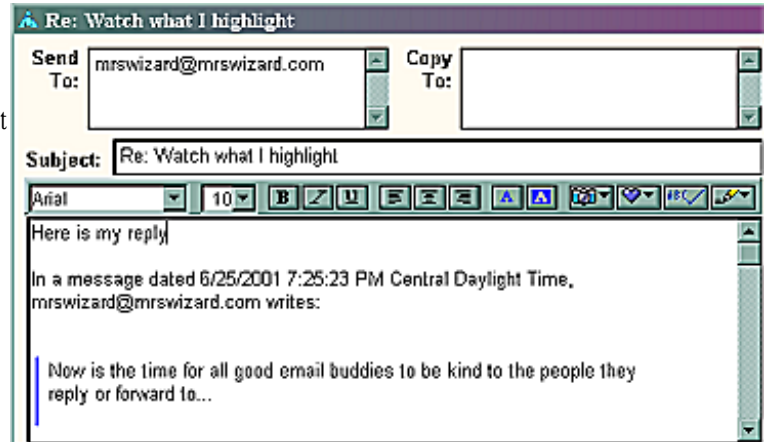 Re: Watch what I highlight
Send To:
mrswizard@mrswizard.com
Copy To:
t
Subject:
Re: Watch what I highlight
Arial
10
B I U
A A
ABC
Here is my reply
In a message dated 6/25/2001 7:25:23 PM Central Daylight Time,
mrswizard@mrswizard.com writes:
Now is the time for all good email buddies to be kind to the people they
reply or forward to...